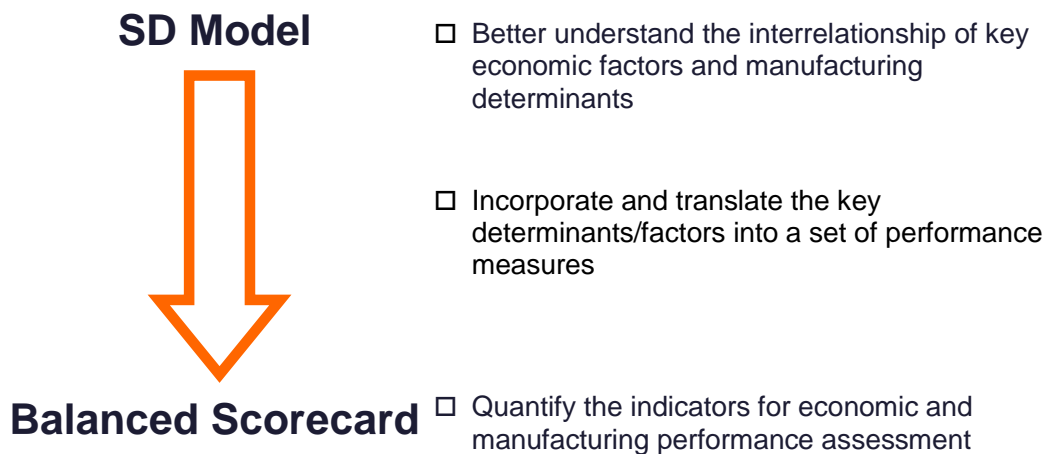 SD Model
□ Better understand the interrelationship of key
economic factors and manufacturing
determinants
□ Incorporate and translate the key
determinants/factors into a set of performance
measures
Balanced Scorecard
□ Quantify the indicators for economic and
manufacturing performance assessment